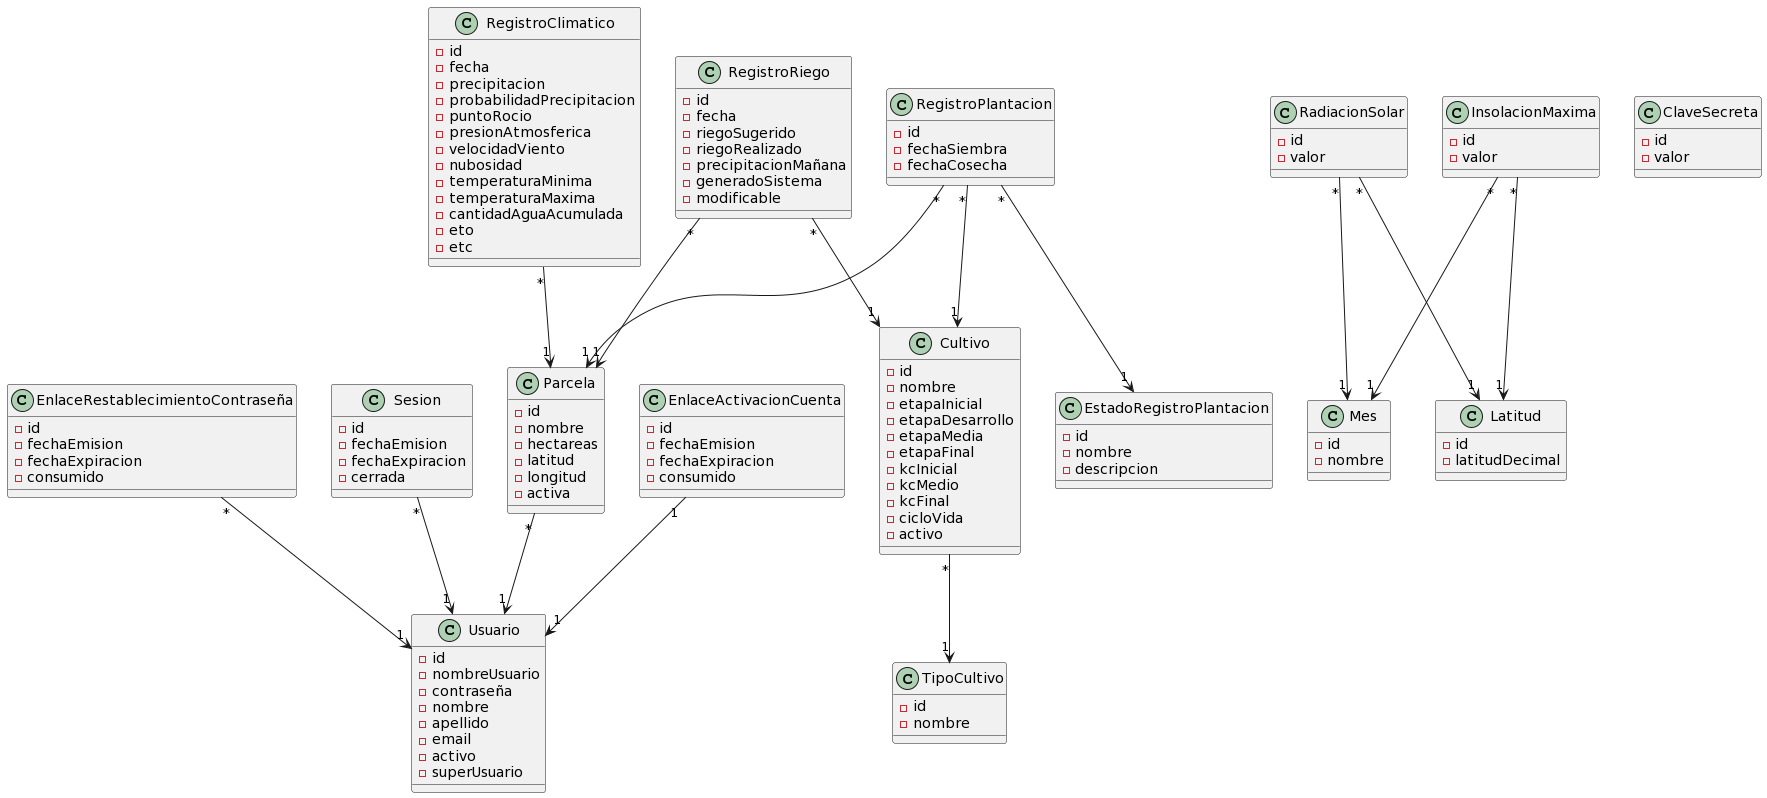 C RegistroClimatico
id
fecha
precipitacion
probabilidadPrecipitacion
puntoRocio
presionAtmosferica
velocidadViento
nubosidad
temperaturaMinima
temperaturaMaxima
cantidadAguaAcumulada
eto
etc
C RegistroRiego
id
fecha
riegoSugerido
riegoRealizado
precipitacionMañana
generadoSistema
modificable
C RegistroPlantacion
id
fechaSiembra
fechaCosecha
C RadiacionSolar
id
valor
C InsolacionMaxima
id
valor
C ClaveSecreta
id
valor
* * * * * * * * * *
1 1 1 1 1 1 1 1 1 1
C EnlaceRestablecimientoContraseña
id
fechaEmision
fechaExpiracion
consumido
C Sesion
id
fechaEmision
fechaExpiracion
cerrada
C Parcela
id
nombre
hectareas
latitud
longitud
activa
C EnlaceActivacionCuenta
id
fechaEmision
fechaExpiracion
consumido
C Cultivo
id
nombre
etapaInicial
etapaDesarrollo
etapaMedia
etapaFinal
kcInicial
kcMedio
kcFinal
cicloVida
activo
C EstadoRegistroPlantacion
id
nombre
descripcion
C Mes
id
nombre
C Latitud
id
latitudDecimal
* * * 1 *
1 1 1 1 1
C Usuario
id
nombreUsuario
contraseña
nombre
apellido
email
activo
superUsuario
C TipoCultivo
id
nombre